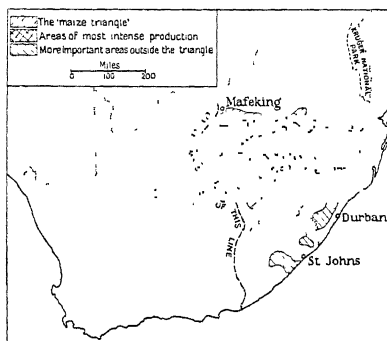 The 'maize triangle'
Areas of most intense production
More important areas outside the triangle
Miles
0 100 200
KRUGER NATIONAL
PARK
Mafeking
THIS
LINE
Durban
St Johns